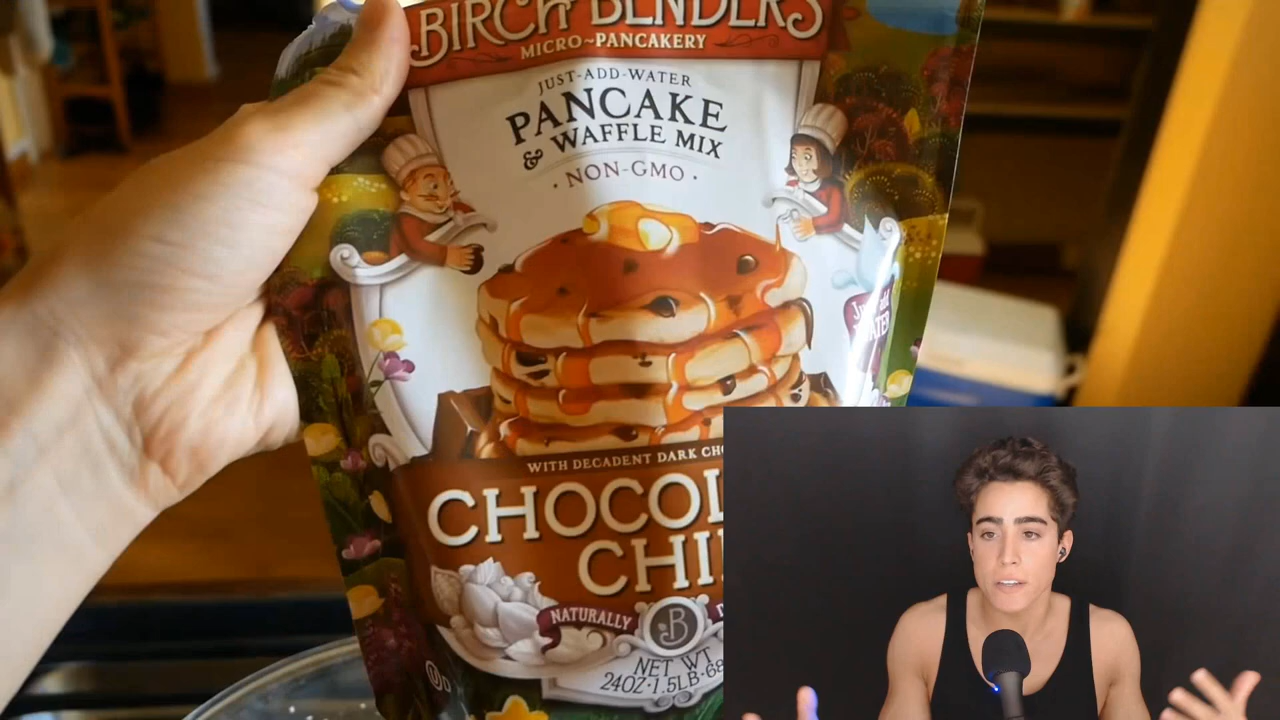 BIRCH BENDERS
MICRO~PANCAKERY
JUST-ADD-WATER
PANCAKE
& WAFFLE MIX
· NON-GMO ·
WITH DECADENT DARK CHO
CHOCOL
CHI
NATURALLY
B
NET WT
24OZ·1.5LB·68